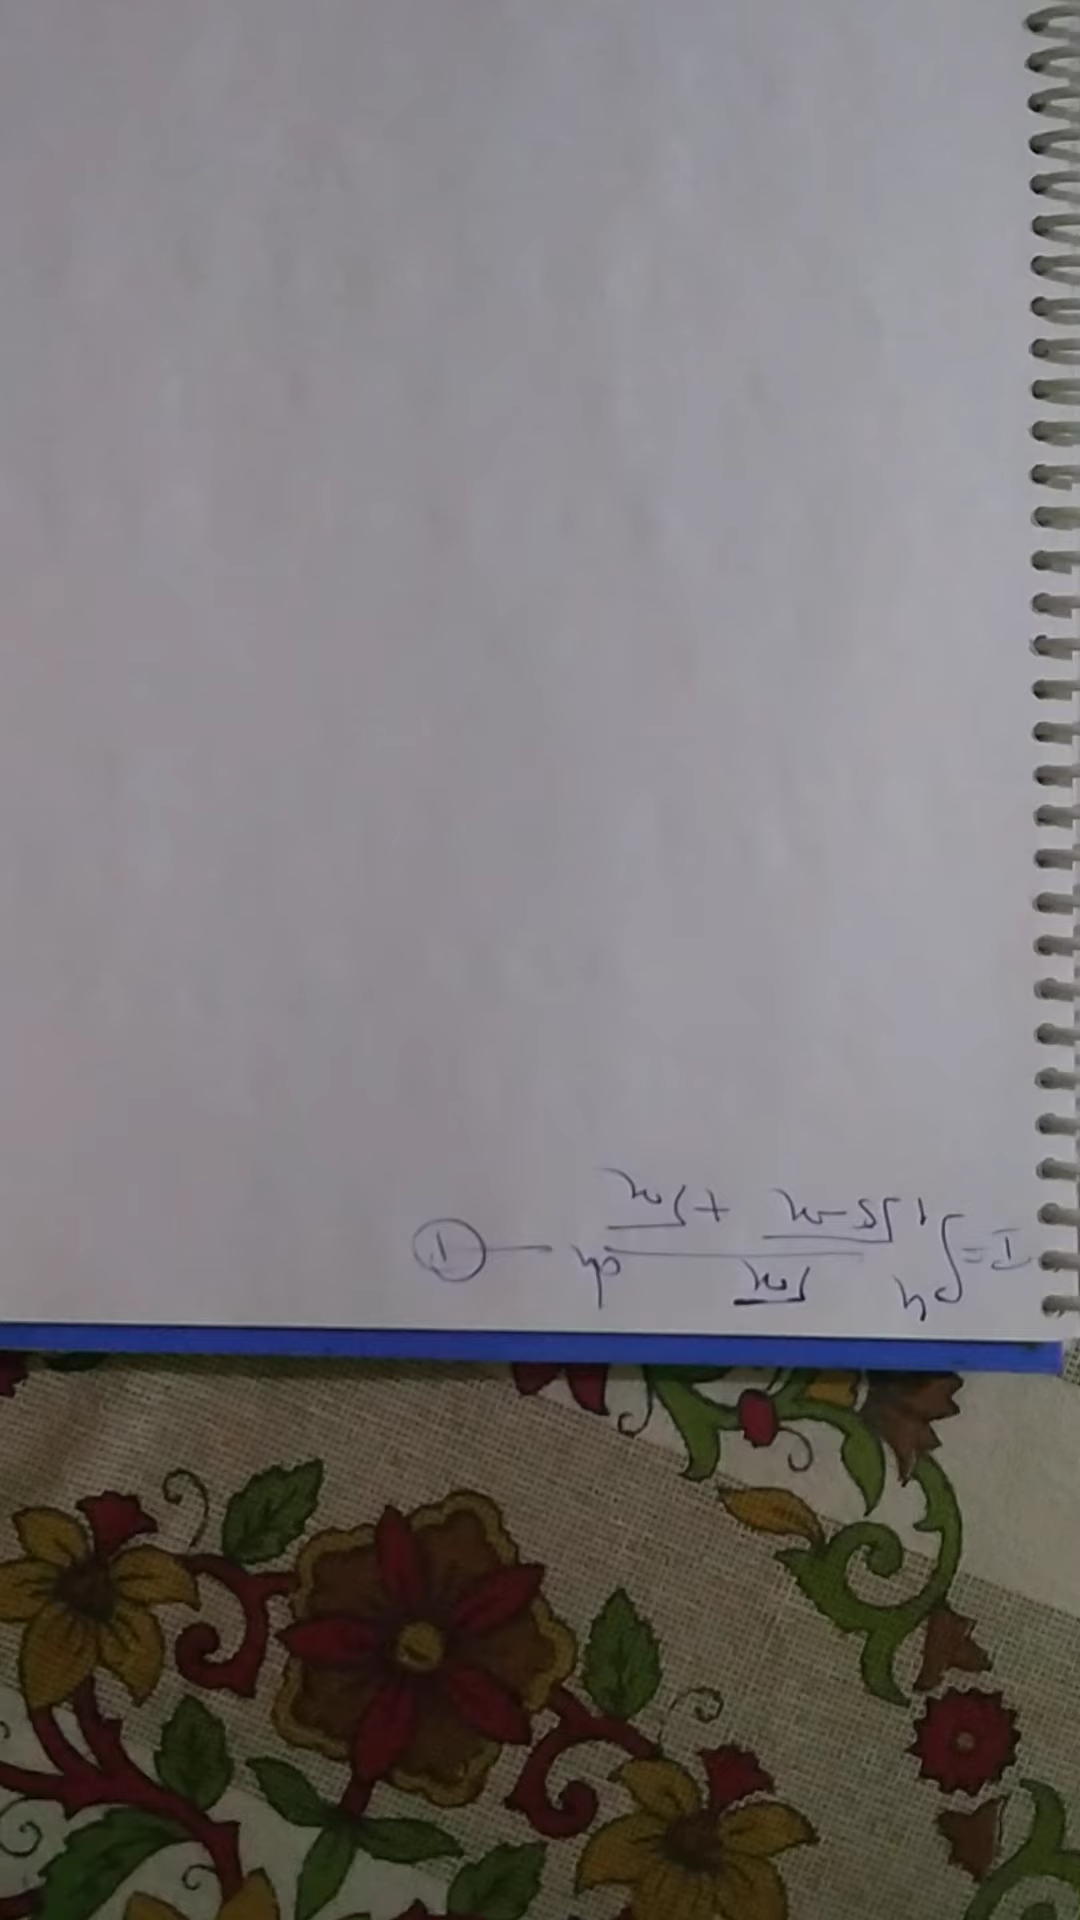 I = ∫₁⁴ √x / (√(5-x) + √x) dx — ①